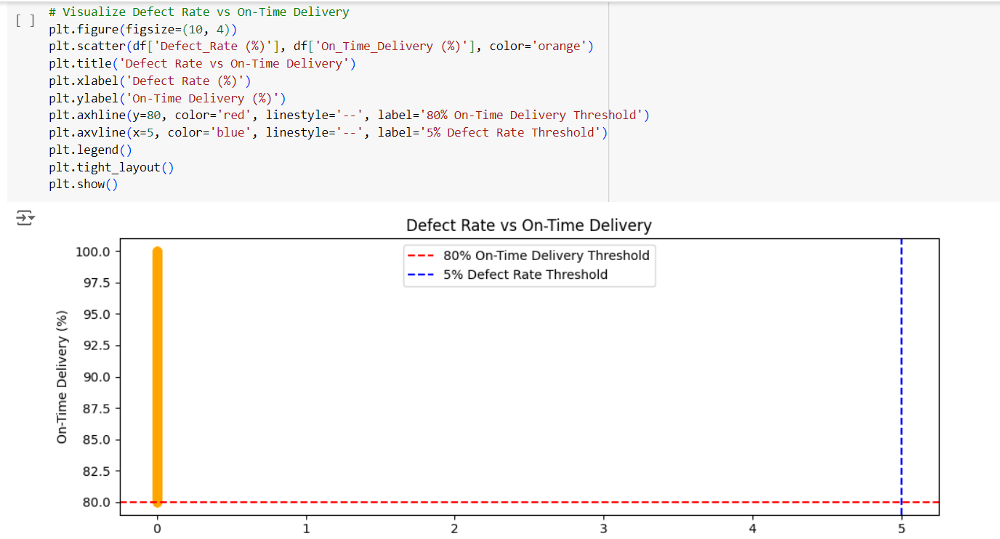 # Visualize Defect Rate vs On-Time Delivery
[ ]
plt.figure(figsize=(10, 4))
plt.scatter(df['Defect_Rate (%)'], df['On_Time_Delivery (%)'], color='orange')
plt.title('Defect Rate vs On-Time Delivery')
plt.xlabel('Defect Rate (%)')
plt.ylabel('On-Time Delivery (%)')
plt.axhline(y=80, color='red', linestyle='--', label='80% On-Time Delivery Threshold')
plt.axvline(x=5, color='blue', linestyle='--', label='5% Defect Rate Threshold')
plt.legend()
plt.tight_layout()
plt.show()
Defect Rate vs On-Time Delivery
80% On-Time Delivery Threshold
5% Defect Rate Threshold
On-Time Delivery (%)
100.0
97.5
95.0
92.5
90.0
87.5
85.0
82.5
80.0
0 1 2 3 4 5